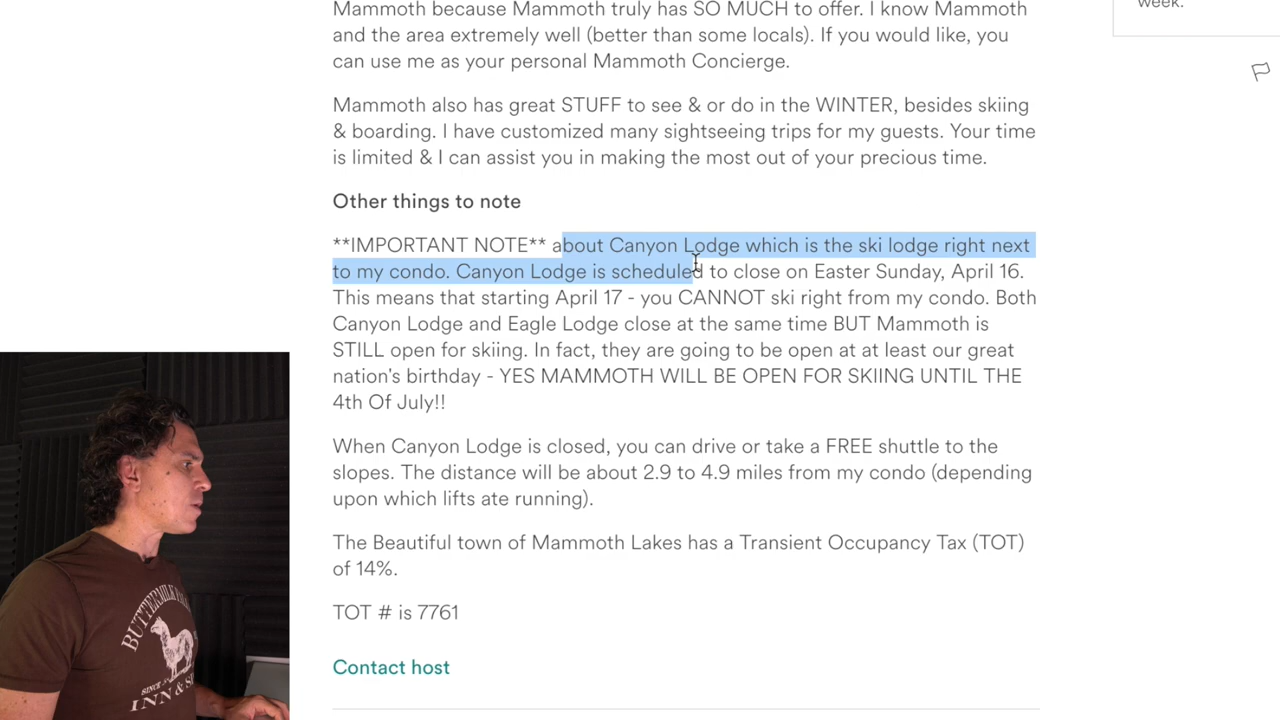 Mammoth because Mammoth truly has SO MUCH to offer. I know Mammoth
and the area extremely well (better than some locals). If you would like, you
can use me as your personal Mammoth Concierge.
Mammoth also has great STUFF to see & or do in the WINTER, besides skiing
& boarding. I have customized many sightseeing trips for my guests. Your time
is limited & I can assist you in making the most out of your precious time.
Other things to note
**IMPORTANT NOTE** about Canyon Lodge which is the ski lodge right next
to my condo. Canyon Lodge is scheduled to close on Easter Sunday, April 16.
This means that starting April 17 - you CANNOT ski right from my condo. Both
Canyon Lodge and Eagle Lodge close at the same time BUT Mammoth is
STILL open for skiing. In fact, they are going to be open at at least our great
nation's birthday - YES MAMMOTH WILL BE OPEN FOR SKIING UNTIL THE
4th Of July!!
When Canyon Lodge is closed, you can drive or take a FREE shuttle to the
slopes. The distance will be about 2.9 to 4.9 miles from my condo (depending
upon which lifts ate running).
The Beautiful town of Mammoth Lakes has a Transient Occupancy Tax (TOT)
of 14%.
TOT # is 7761
Contact host
week.
SINCE
INN &